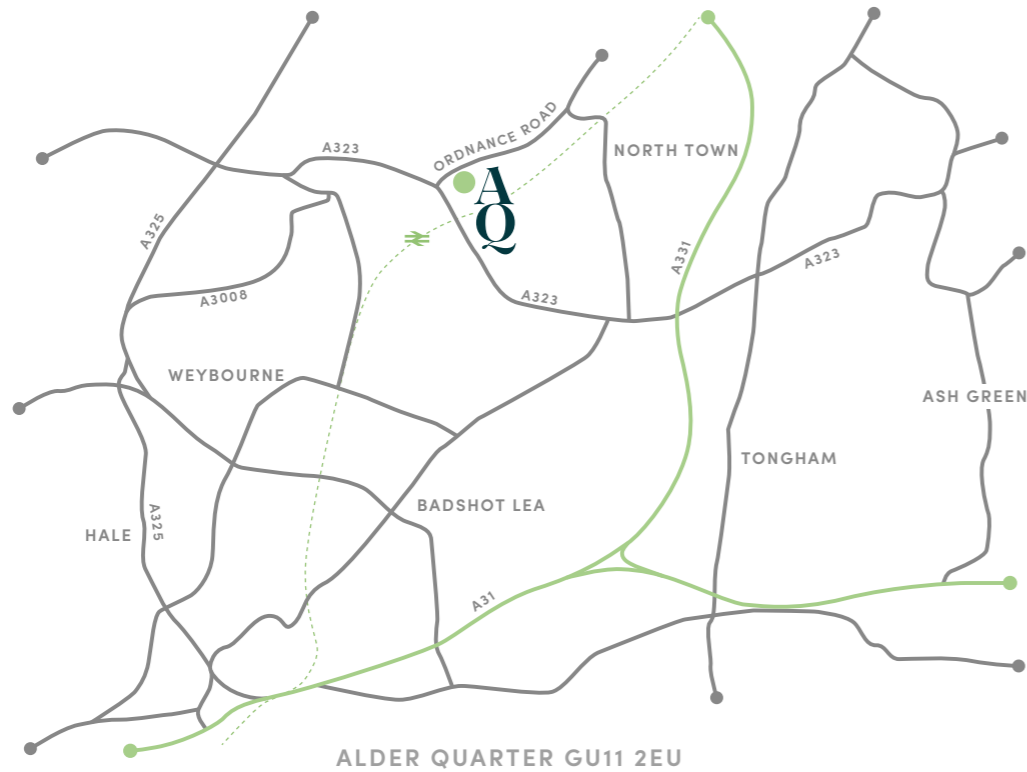 ORDNANCE ROAD
A323
NORTH TOWN
A
Q
A325
A331
A323
A3008
A323
WEYBOURNE
ASH GREEN
TONGHAM
BADSHOT LEA
A325
HALE
A31
ALDER QUARTER GU11 2EU